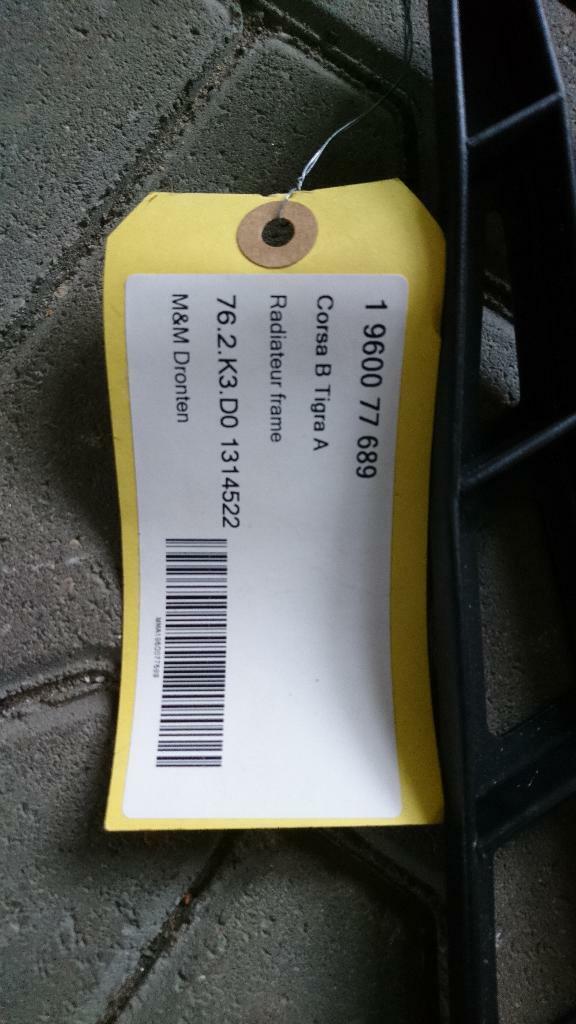 1 9600 77 689
Corsa B Tigra A
Radiateur frame
76.2.K3.D0 1314522
M&M Dronten